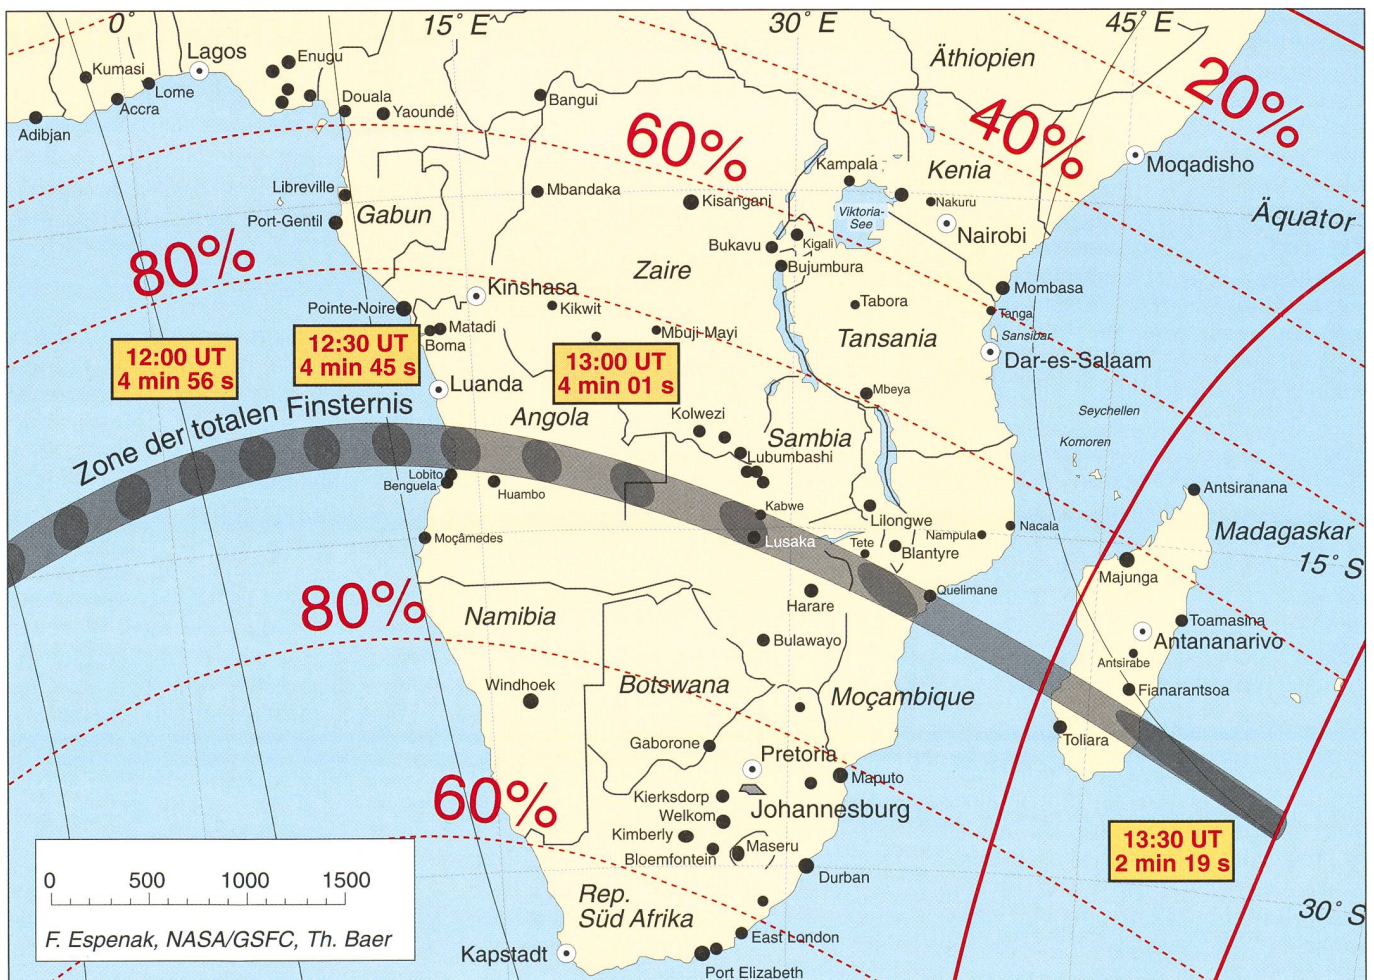 0° 15° E 30° E 45° E
Lagos
Enugu
Äthiopien
20%
Kumasi
Lome
Accra
Adibjan
Douala
Yaoundé
Bangui
60%
40%
Moqadisho
Kampala
Kenia
Libreville
Mbandaka
Kisangani
Nakuru
Port-Gentil
Gabun
Viktoria-
See
Nairobi
Äquator
80%
Bukavu
Kigali
Zaire
Bujumbura
Kinshasa
Mombasa
Pointe-Noire
Kikwit
Tabora
Tanga
Matadi
Mbuji-Mayi
Tansania
Sansibar
Boma
Dar-es-Salaam
12:00 UT
4 min 56 s
12:30 UT
4 min 45 s
13:00 UT
4 min 01 s
Luanda
Mbeya
Zone der totalen Finsternis
Angola
Kolwezi
Seychellen
Sambia
Komoren
Lubumbashi
Lobito
Benguela
Huambo
Antsiranana
Kabwe
Lilongwe
Nacala
Madagaskar
Moçâmedes
Lusaka
Tete
Nampula
Blantyre
15° S
Majunga
80%
Harare
Quelimane
Namibia
Toamasina
Bulawayo
Antananarivo
Antsirabe
Windhoek
Botswana
Moçambique
Fianarantsoa
Toliara
Gaborone
Pretoria
Maputo
60%
Kierksdorp
Johannesburg
Welkom
Kimberly
Maseru
Bloemfontein
13:30 UT
2 min 19 s
Durban
0 500 1000 1500
Rep.
Süd Afrika
30° S
F. Espenak, NASA/GSFC, Th. Baer
Kapstadt
East London
Port Elizabeth